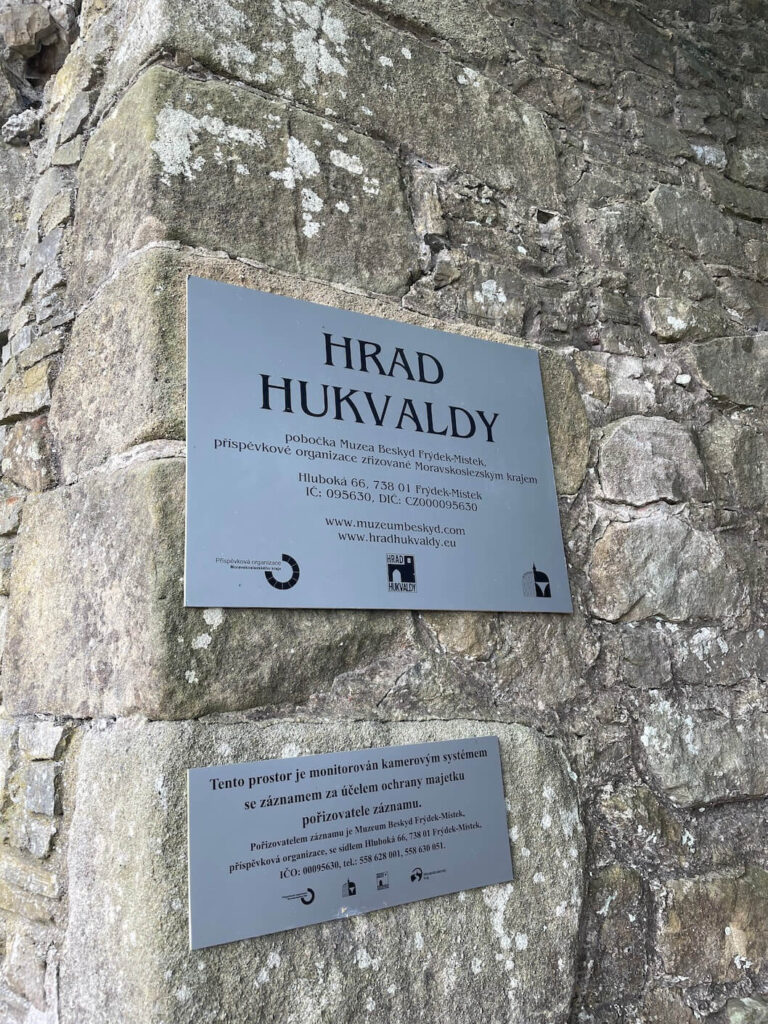 HRAD
HUKVALDY
pobočka Muzea Beskyd Frýdek-Místek,
příspěvkové organizace zřizované Moravskoslezským krajem
Hluboká 66, 738 01 Frýdek-Místek
IČ: 095630, DIČ: CZ000095630
www.muzeumbeskyd.com
www.hradhukvaldy.eu
Příspěvková organizace
Moravskoslezského kraje
HRAD
HUKVALDY
Tento prostor je monitorován kamerovým systémem
se záznamem za účelem ochrany majetku
pořizovatele záznamu.
Pořizovatelem záznamu je Muzeum Beskyd Frýdek-Místek,
příspěvková organizace, se sídlem Hluboká 66, 738 01 Frýdek-Místek,
IČO: 00095630, tel.: 558 628 001, 558 630 051.